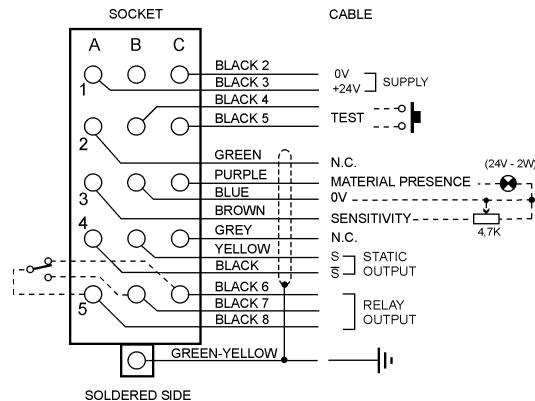 SOCKET
CABLE
A B C
BLACK 2
0V
1
BLACK 3
+24V
SUPPLY
BLACK 4
TEST
BLACK 5
2
GREEN
N.C.
(24V - 2W)
PURPLE
MATERIAL PRESENCE
3
BLUE
0V
BROWN
SENSITIVITY
4,7K
4
GREY
N.C.
YELLOW
S
STATIC
BLACK
S̅
OUTPUT
BLACK 6
5
BLACK 7
RELAY
OUTPUT
BLACK 8
GREEN-YELLOW
SOLDERED SIDE